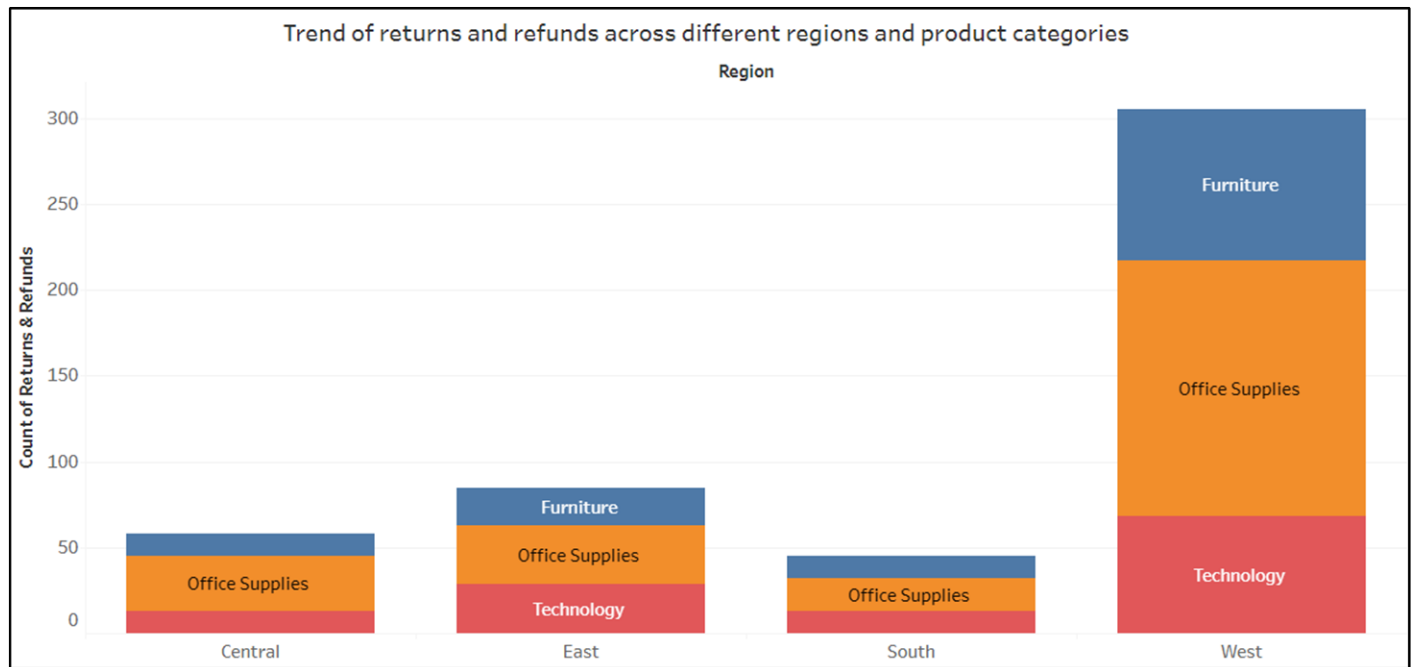 Trend of returns and refunds across different regions and product categories
Region
Count of Returns & Refunds
300
250
200
150
100
50
0
Office Supplies
Furniture
Office Supplies
Technology
Office Supplies
Furniture
Office Supplies
Technology
Central
East
South
West